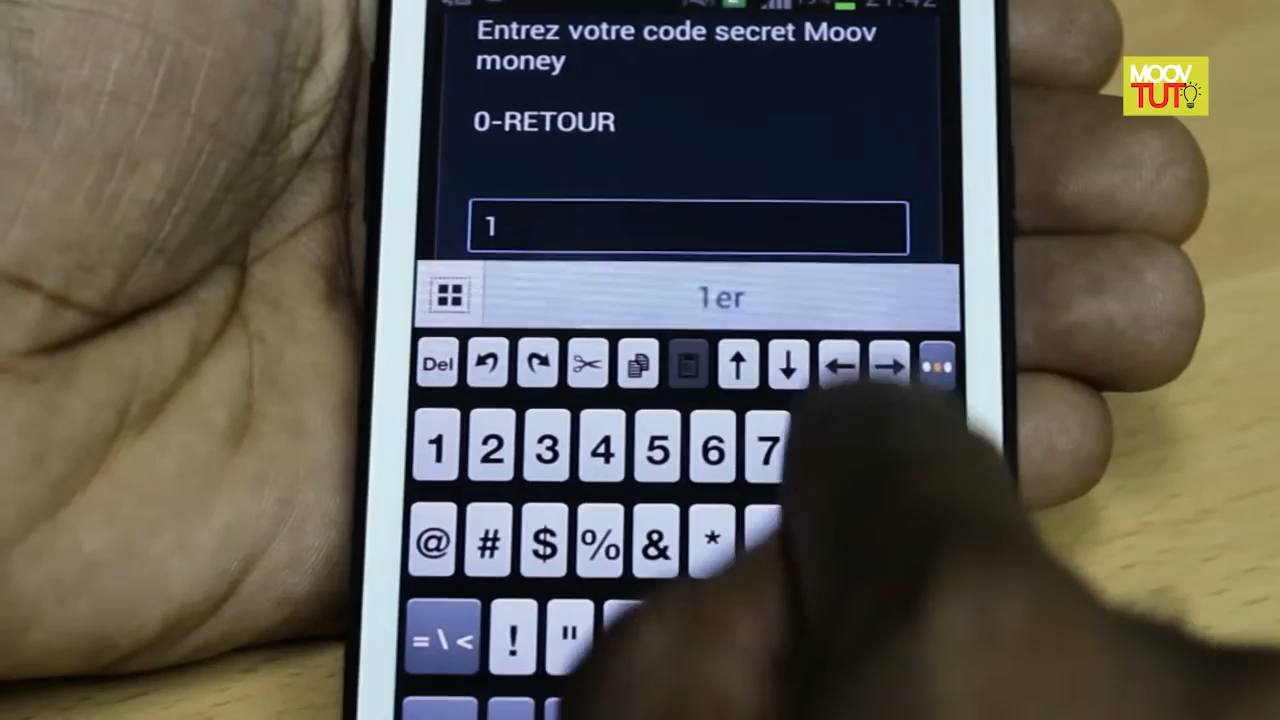 Entrez votre code secret Moov
money
0-RETOUR
1
1er
Del
1 2 3 4 5 6 7
@ # $ % & *
= \ < ! "
MOOV
TUTO